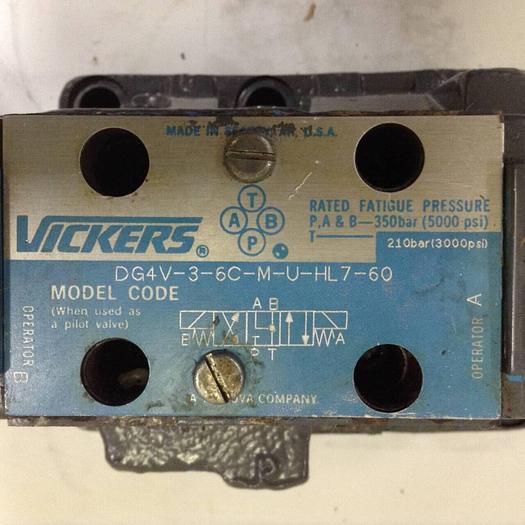 MADE IN U.S.A.
T
A B
P
VICKERS®
RATED FATIGUE PRESSURE
P,A & B—350bar (5000 psi)
T— 210bar(3000psi)
DG4V-3-6C-M-U-HL7-60
MODEL CODE
(When used as
a pilot valve)
OPERATOR B
OPERATOR A
A B
B A
P T
A COMPANY